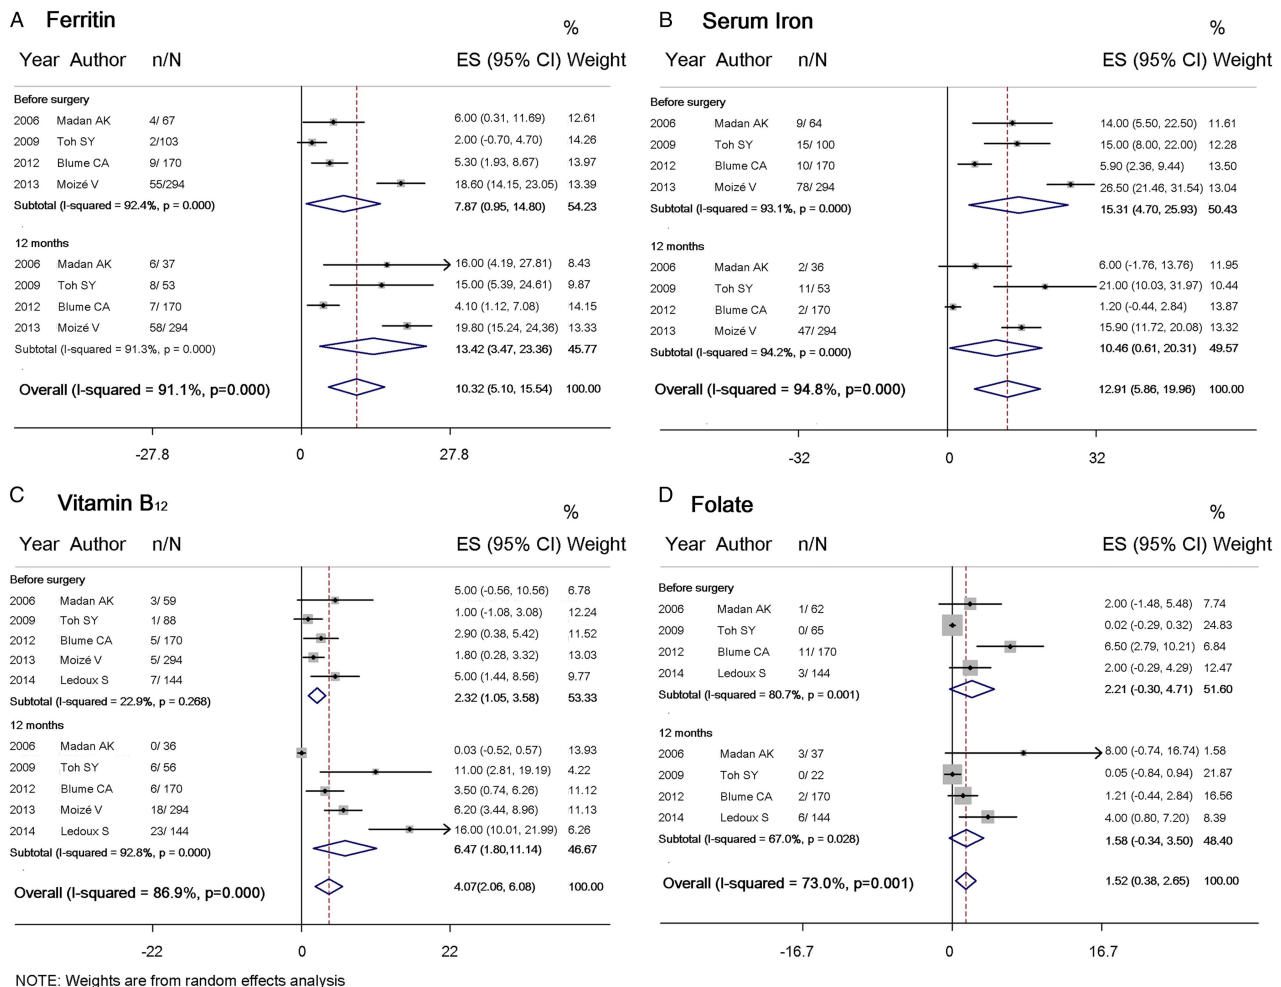 A Ferritin
%
Year Author n/N ES (95% CI) Weight
Before surgery
2006 Madan AK 4/ 67 6.00 (0.31, 11.69) 12.61
2009 Toh SY 2/103 2.00 (-0.70, 4.70) 14.26
2012 Blume CA 9/ 170 5.30 (1.93, 8.67) 13.97
2013 Moizé V 55/294 18.60 (14.15, 23.05) 13.39
Subtotal (I-squared = 92.4%, p = 0.000) 7.87 (0.95, 14.80) 54.23
12 months
2006 Madan AK 6/ 37 16.00 (4.19, 27.81) 8.43
2009 Toh SY 8/ 53 15.00 (5.39, 24.61) 9.87
2012 Blume CA 7/ 170 4.10 (1.12, 7.08) 14.15
2013 Moizé V 58/ 294 19.80 (15.24, 24,36) 13.33
Subtotal (I-squared = 91.3%, p = 0.000) 13.42 (3.47, 23.36) 45.77
Overall (I-squared = 91.1%, p=0.000) 10.32 (5.10, 15.54) 100.00
-27.8 0 27.8
B Serum Iron
%
Year Author n/N ES (95% CI) Weight
Before surgery
2006 Madan AK 9/ 64 14.00 (5.50, 22.50) 11.61
2009 Toh SY 15/ 100 15.00 (8.00, 22.00) 12.28
2012 Blume CA 10/ 170 5.90 (2.36, 9.44) 13.50
2013 Moizé V 78/ 294 26.50 (21.46, 31.54) 13.04
Subtotal (I-squared = 93.1%, p = 0.000) 15.31 (4.70, 25.93) 50.43
12 months
2006 Madan AK 2/ 36 6.00 (-1.76, 13.76) 11.95
2009 Toh SY 11/ 53 21.00 (10.03, 31.97) 10.44
2012 Blume CA 2/ 170 1.20 (-0.44, 2.84) 13.87
2013 Moizé V 47/ 294 15.90 (11.72, 20.08) 13.32
Subtotal (I-squared = 94.2%, p = 0.000) 10.46 (0.61, 20.31) 49.57
Overall (I-squared = 94.8%, p=0.000) 12.91 (5.86, 19.96) 100.00
-32 0 32
C Vitamin B12
%
Year Author n/N ES (95% CI) Weight
Before surgery
2006 Madan AK 3/ 59 5.00 (-0.56, 10.56) 6.78
2009 Toh SY 1/ 88 1.00 (-1.08, 3.08) 12.24
2012 Blume CA 5/ 170 2.90 (0.38, 5.42) 11.52
2013 Moizé V 5/ 294 1.80 (0.28, 3.32) 13.03
2014 Ledoux S 7/ 144 5.00 (1.44, 8.56) 9.77
Subtotal (I-squared = 22.9%, p = 0.268) 2.32 (1.05, 3.58) 53.33
12 months
2006 Madan AK 0/ 36 0.03 (-0.52, 0.57) 13.93
2009 Toh SY 6/ 56 11.00 (2.81, 19.19) 4.22
2012 Blume CA 6/ 170 3.50 (0.74, 6.26) 11.12
2013 Moizé V 18/ 294 6.20 (3.44, 8.96) 11.13
2014 Ledoux S 23/ 144 16.00 (10.01, 21.99) 6.26
Subtotal (I-squared = 92.8%, p = 0.000) 6.47 (1.80,11.14) 46.67
Overall (I-squared = 86.9%, p=0.000) 4.07(2.06, 6.08) 100.00
-22 0 22
D Folate
%
Year Author n/N ES (95% CI) Weight
Before surgery
2006 Madan AK 1/ 62 2.00 (-1.48, 5.48) 7.74
2009 Toh SY 0/ 65 0.02 (-0.29, 0.32) 24.83
2012 Blume CA 11/ 170 6.50 (2.79, 10.21) 6.84
2014 Ledoux S 3/ 144 2.00 (-0.29, 4.29) 12.47
Subtotal (I-squared = 80.7%, p = 0.001) 2.21 (-0.30, 4.71) 51.60
12 months
2006 Madan AK 3/ 37 8.00 (-0.74, 16.74) 1.58
2009 Toh SY 0/ 22 0.05 (-0.84, 0.94) 21.87
2012 Blume CA 2/ 170 1.21 (-0.44, 2.84) 16.56
2014 Ledoux S 6/ 144 4.00 (0.80, 7.20) 8.39
Subtotal (I-squared = 67.0%, p = 0.028) 1.58 (-0.34, 3.50) 48.40
Overall (I-squared = 73.0%, p=0.001) 1.52 (0.38, 2.65) 100.00
-16.7 0 16.7
NOTE: Weights are from random effects analysis